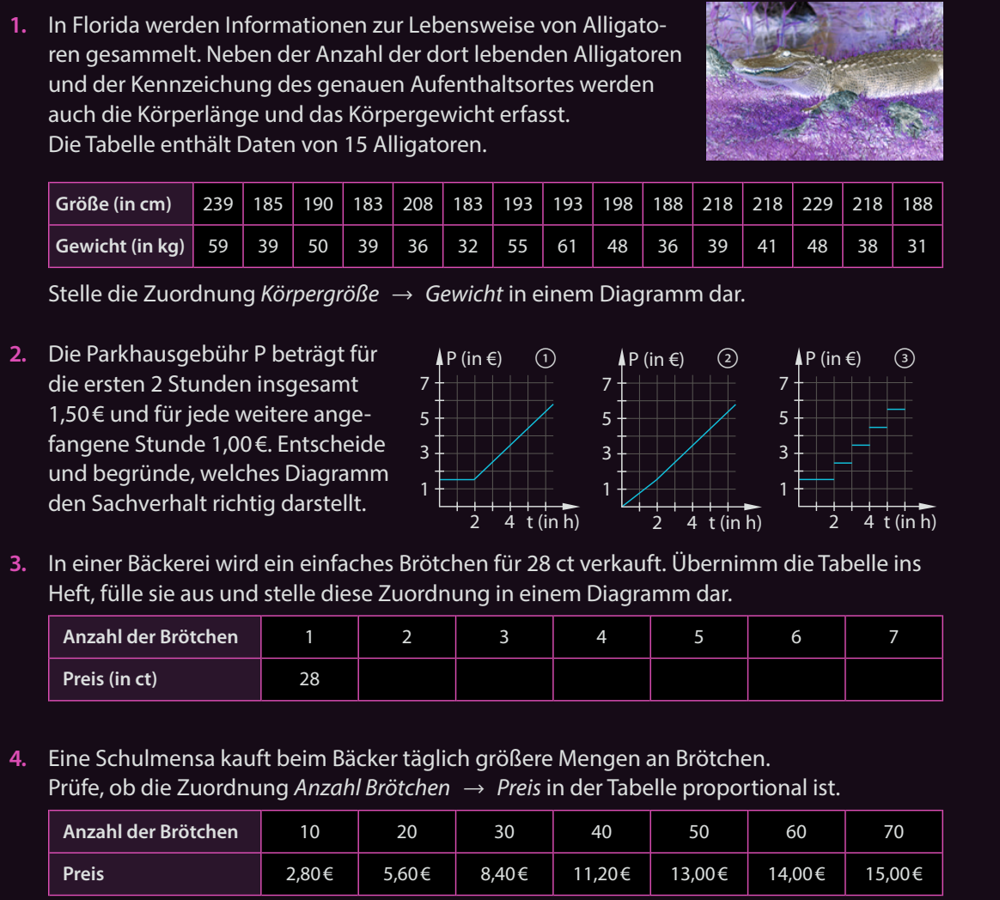 1. In Florida werden Informationen zur Lebensweise von Alligato-
ren gesammelt. Neben der Anzahl der dort lebenden Alligatoren
und der Kennzeichung des genauen Aufenthaltsortes werden
auch die Körperlänge und das Körpergewicht erfasst.
Die Tabelle enthält Daten von 15 Alligatoren.
Größe (in cm) 239 185 190 183 208 183 193 193 198 188 218 218 229 218 188
Gewicht (in kg) 59 39 50 39 36 32 55 61 48 36 39 41 48 38 31
Stelle die Zuordnung Körpergröße → Gewicht in einem Diagramm dar.
2. Die Parkhausgebühr P beträgt für
die ersten 2 Stunden insgesamt
1,50 € und für jede weitere ange-
fangene Stunde 1,00 €. Entscheide
und begründe, welches Diagramm
den Sachverhalt richtig darstellt.
P (in €) ①
7
5
3
1
2 4 t (in h)
P (in €) ②
7
5
3
1
2 4 t (in h)
P (in €) ③
7
5
3
1
2 4 t (in h)
3. In einer Bäckerei wird ein einfaches Brötchen für 28 ct verkauft. Übernimm die Tabelle ins
Heft, fülle sie aus und stelle diese Zuordnung in einem Diagramm dar.
Anzahl der Brötchen 1 2 3 4 5 6 7
Preis (in ct) 28
4. Eine Schulmensa kauft beim Bäcker täglich größere Mengen an Brötchen.
Prüfe, ob die Zuordnung Anzahl Brötchen → Preis in der Tabelle proportional ist.
Anzahl der Brötchen 10 20 30 40 50 60 70
Preis 2,80 € 5,60 € 8,40 € 11,20 € 13,00 € 14,00 € 15,00 €